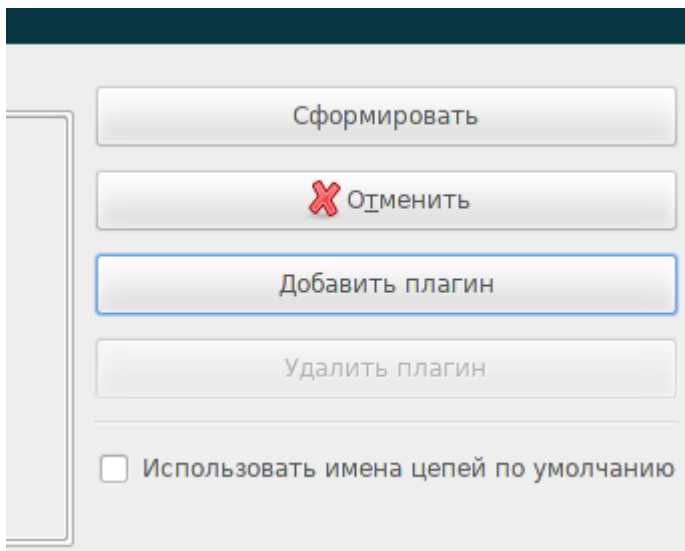 Сформировать
Отменить
Добавить плагин
Удалить плагин
Использовать имена цепей по умолчанию